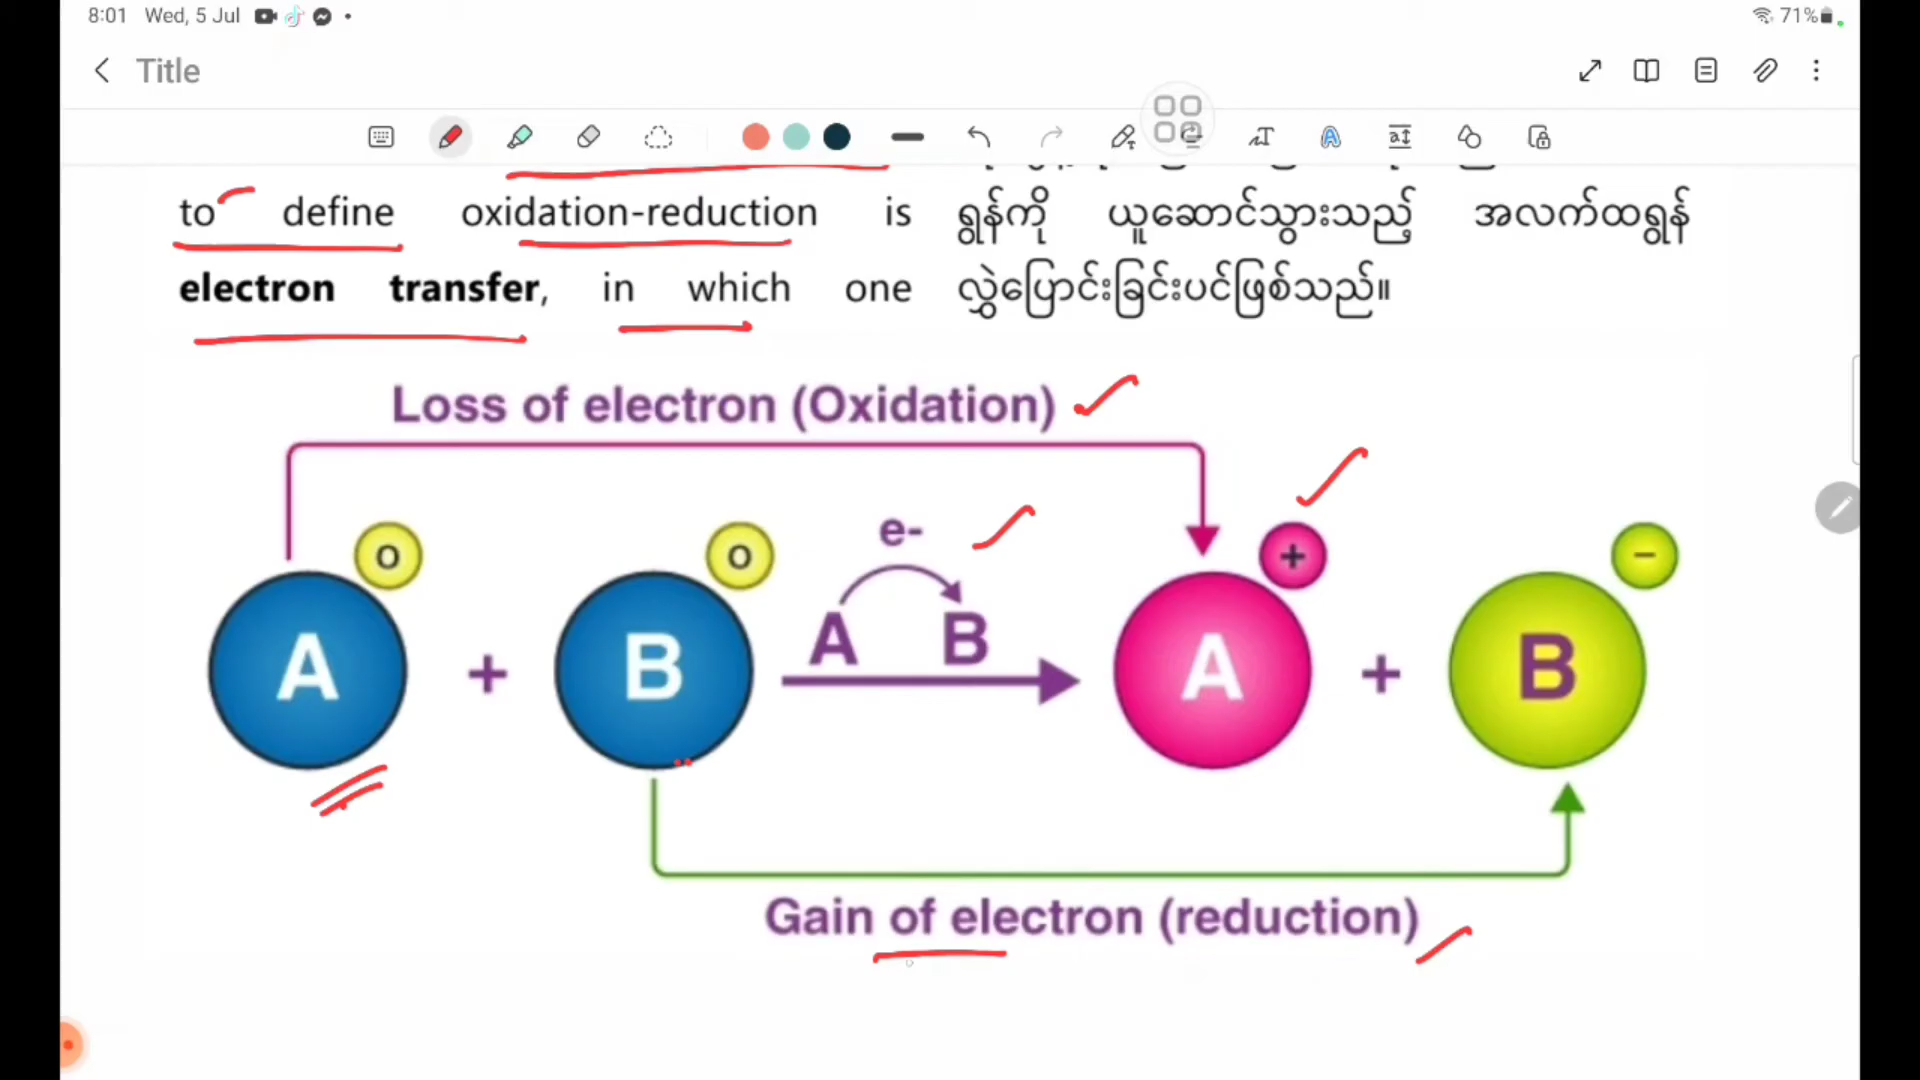 8:01 Wed, 5 Jul
71%
Title
to define oxidation-reduction is
electron transfer, in which one
ရွန်ကို ယူဆောင်သွားသည့် အီလက်ထရွန်
လွှဲပြောင်းခြင်းပင်ဖြစ်သည်။
Loss of electron (Oxidation)
o
o
e-
+
−
A + B
A B
A + B
Gain of electron (reduction)